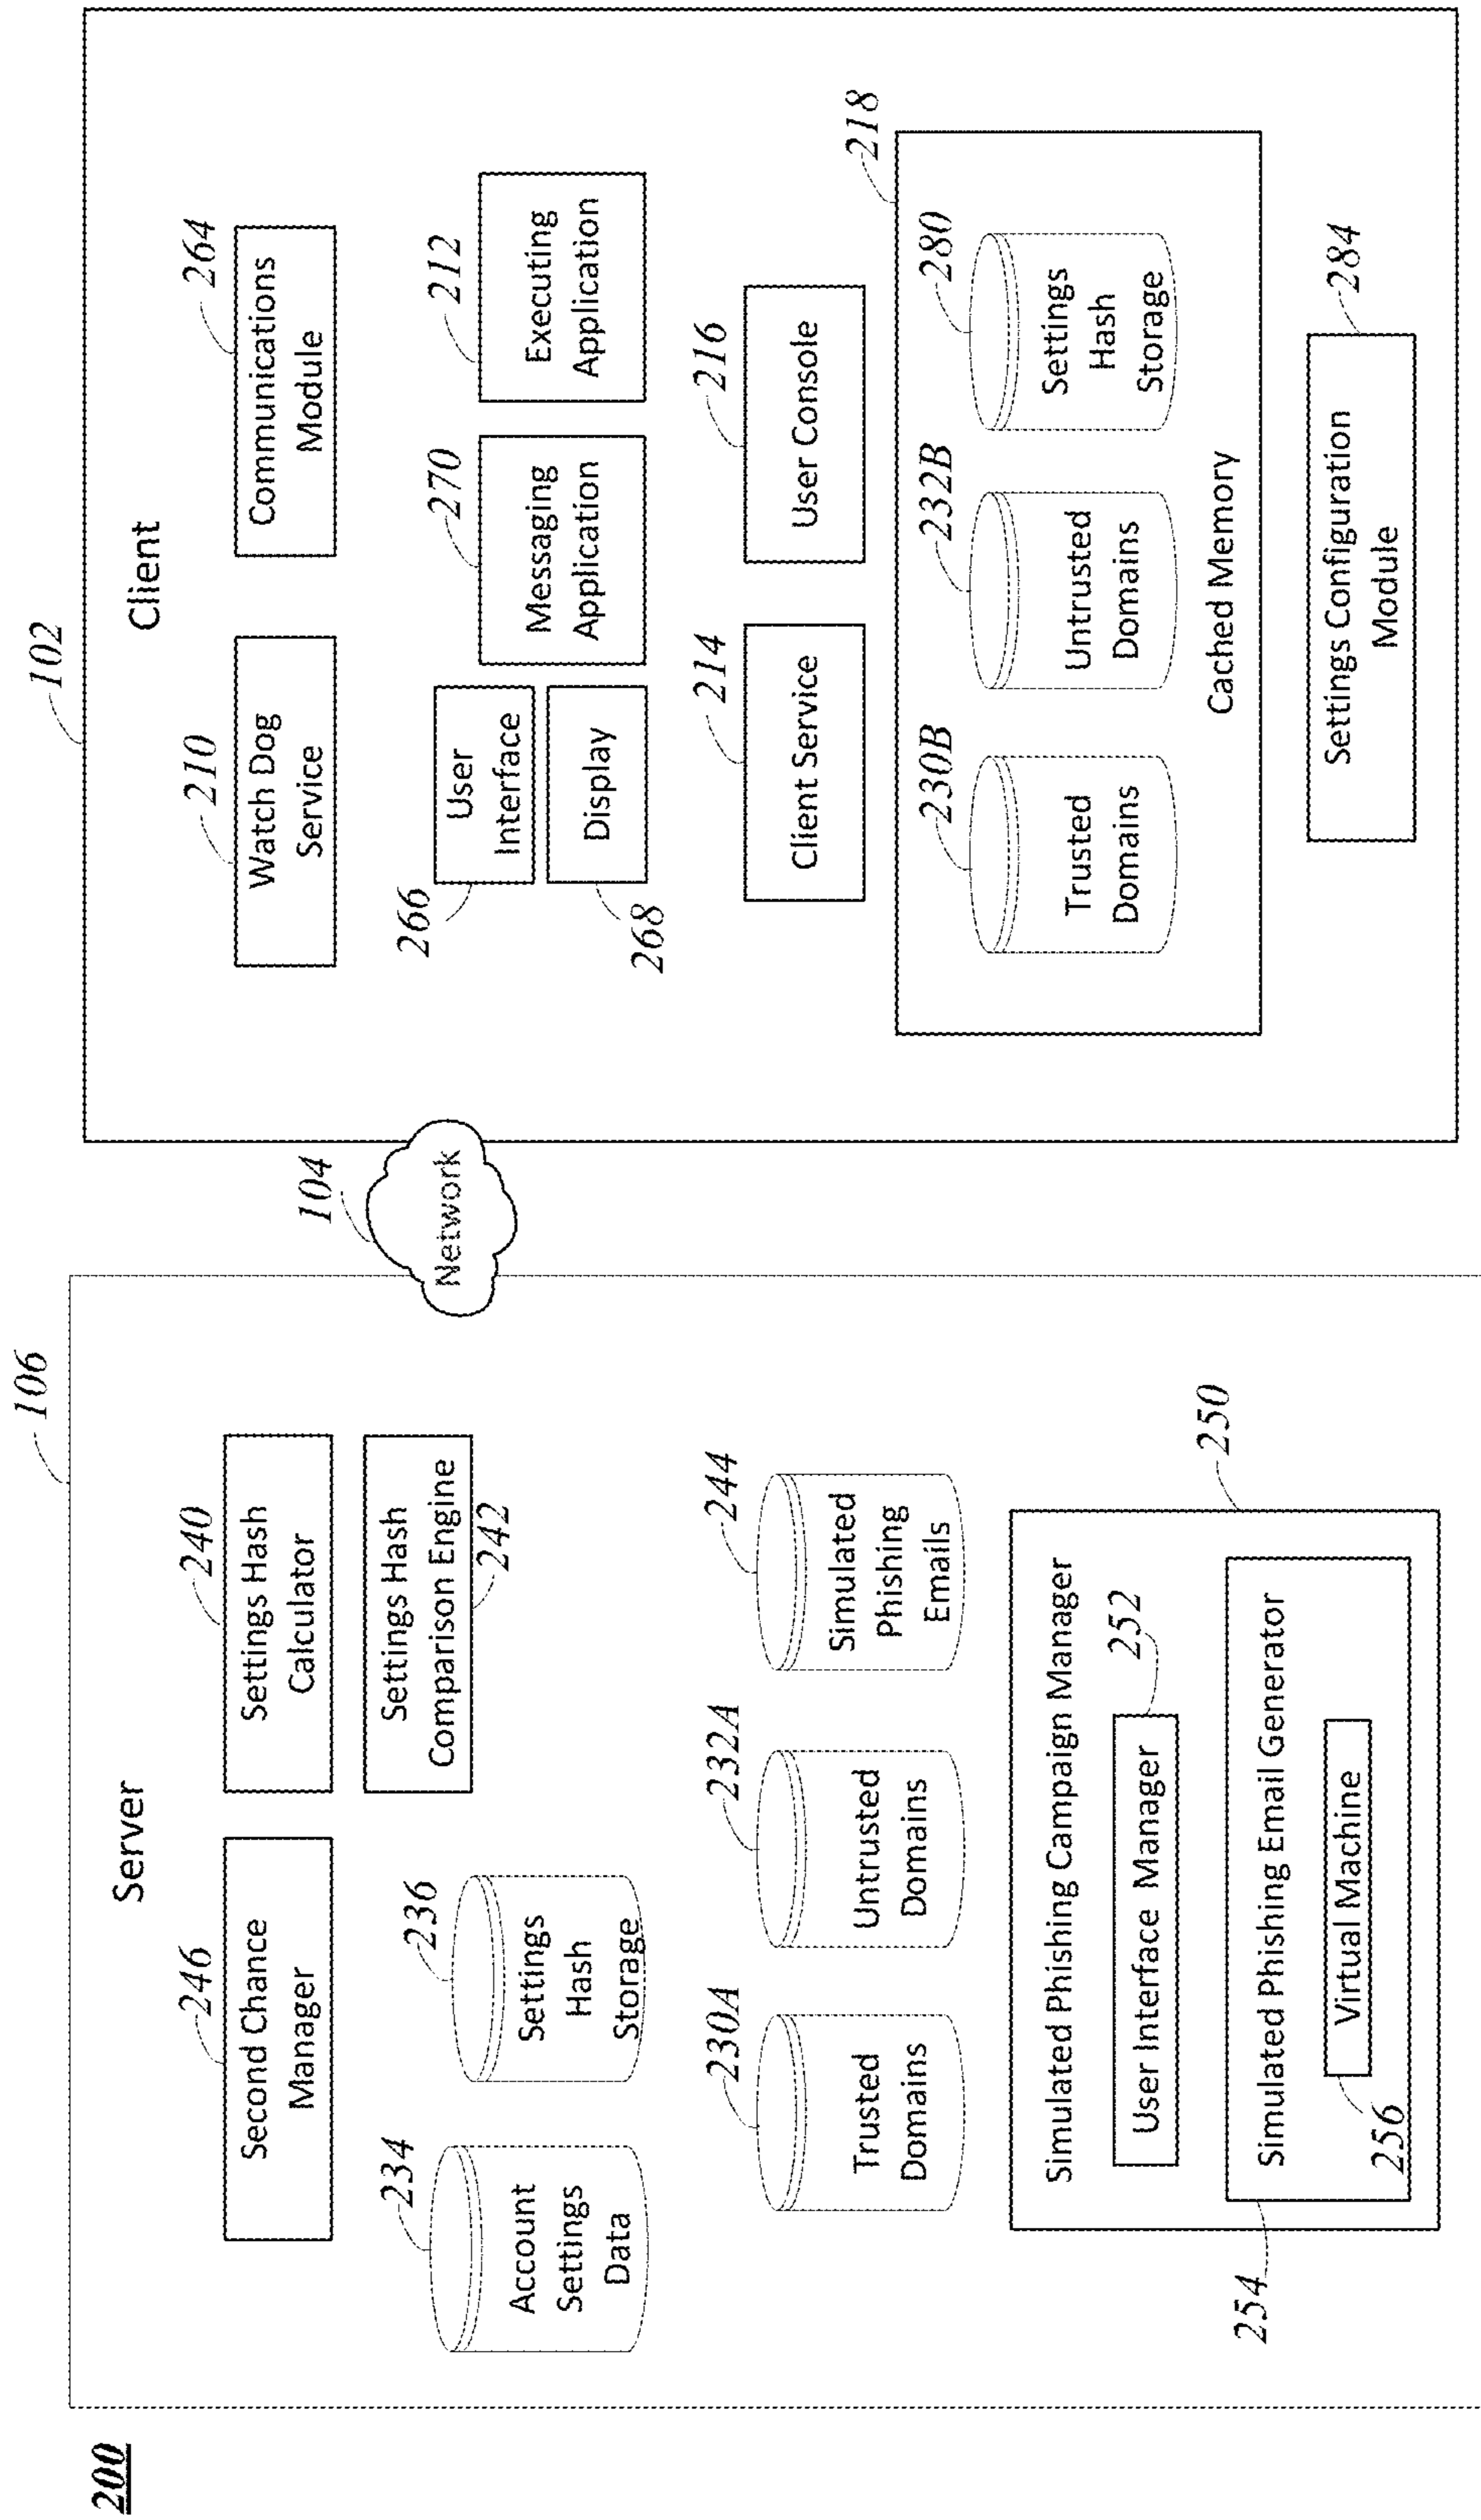 200
106
Server
246
Second Chance
Manager
240
Settings Hash
Calculator
Settings Hash
Comparison Engine
242
234
Account
Settings
Data
236
Settings
Hash
Storage
230A
Trusted
Domains
232A
Untrusted
Domains
244
Simulated
Phishing
Emails
250
Simulated Phishing Campaign Manager
User Interface Manager
252
254
Simulated Phishing Email Generator
Virtual Machine
256
104
Network
102
Client
210
Watch Dog
Service
264
Communications
Module
266
User
Interface
Display
268
270
Messaging
Application
212
Executing
Application
214
Client Service
216
User Console
218
230B
Trusted
Domains
232B
Untrusted
Domains
280
Settings
Hash
Storage
Cached Memory
284
Settings Configuration
Module